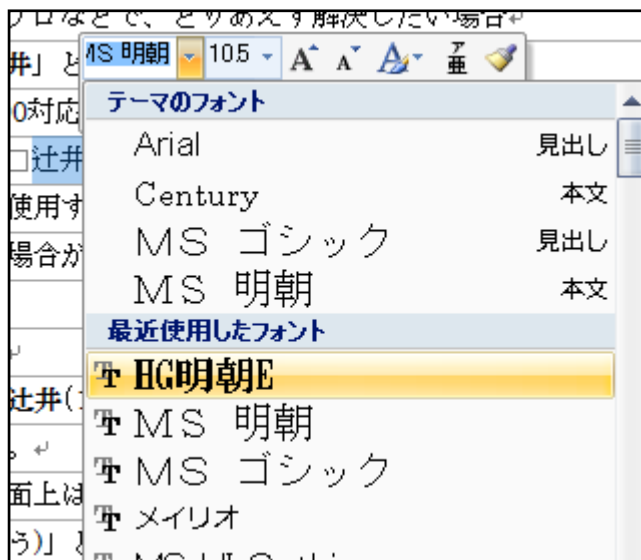 プロなどで、とりあえず解決したい場合
井」と
MS 明朝 10.5
0対応
テーマのフォント
辻井
Arial 見出し
使用す
Century 本文
場合が
MS ゴシック 見出し
MS 明朝 本文
最近使用したフォント
HG明朝E
辻井(
MS 明朝
MS ゴシック
面上は
メイリオ
う)」